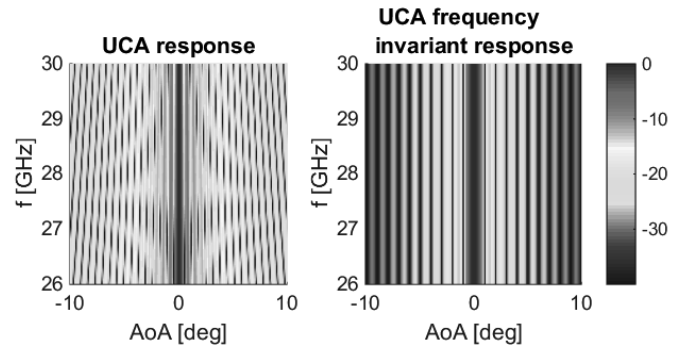 UCA response
30
29
28
27
26
f [GHz]
-10
0
10
AoA [deg]
UCA frequency
invariant response
30
29
28
27
26
f [GHz]
-10
0
10
AoA [deg]
0
-10
-20
-30